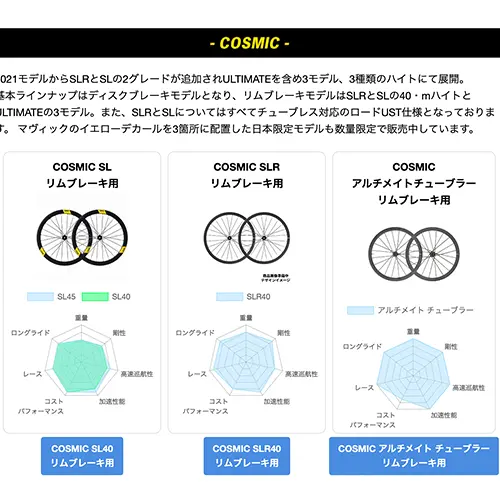 - COSMIC -
2021モデルからSLRとSLの2グレードが追加されULTIMATEを含め3モデル、3種類のハイトにて展開。
基本ラインナップはディスクブレーキモデルとなり、リムブレーキモデルはSLRとSLの40・mハイトと
ULTIMATEの3モデル。また、SLRとSLについてはすべてチューブレス対応のロードUST仕様となっておりま
す。 マヴィックのイエローデカールを3箇所に配置した日本限定モデルも数量限定で販売中しています。
COSMIC SL
リムブレーキ用
SL45 SL40
重量
剛性
高速巡航性
加速性能
コスト
パフォーマンス
レース
ロングライド
COSMIC SL40
リムブレーキ用
COSMIC SLR
リムブレーキ用
商品画像準備中
デザインイメージ
SLR40
重量
剛性
高速巡航性
加速性能
コスト
パフォーマンス
レース
ロングライド
COSMIC SLR40
リムブレーキ用
COSMIC
アルチメイトチューブラー
リムブレーキ用
アルチメイト チューブラー
重量
剛性
高速巡航性
加速性能
コスト
パフォーマンス
レース
ロングライド
COSMIC アルチメイト チューブラー
リムブレーキ用